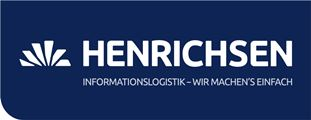 HENRICHSEN
INFORMATIONSLOGISTIK – WIR MACHEN'S EINFACH